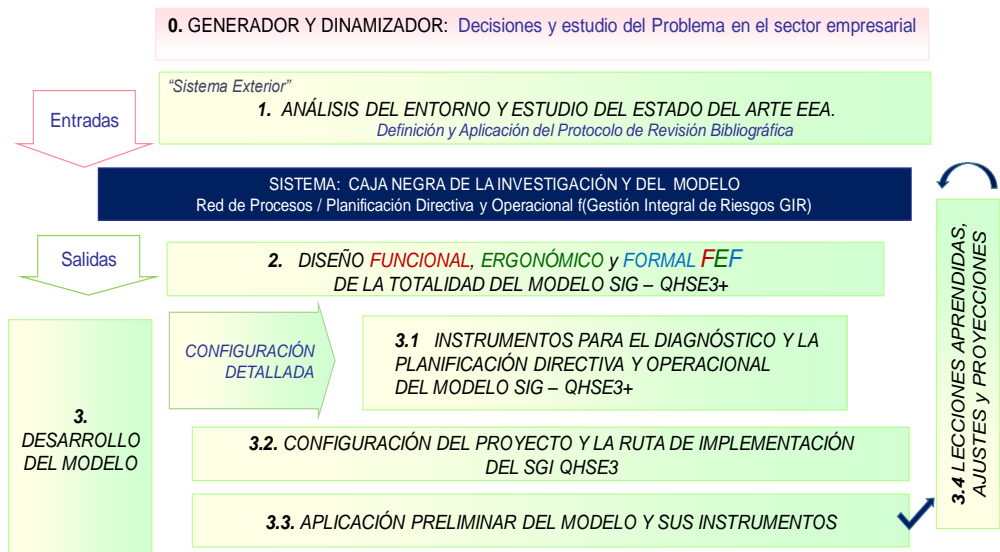 0. GENERADOR Y DINAMIZADOR: Decisiones y estudio del Problema en el sector empresarial
"Sistema Exterior"
1. ANÁLISIS DEL ENTORNO Y ESTUDIO DEL ESTADO DEL ARTE EEA.
Definición y Aplicación del Protocolo de Revisión Bibliográfica
Entradas
SISTEMA: CAJA NEGRA DE LA INVESTIGACIÓN Y DEL MODELO
Red de Procesos / Planificación Directiva y Operacional f(Gestión Integral de Riesgos GIR)
Salidas
2. DISEÑO FUNCIONAL, ERGONÓMICO y FORMAL FEF
DE LA TOTALIDAD DEL MODELO SIG – QHSE3+
3.
DESARROLLO
DEL MODELO
CONFIGURACIÓN
DETALLADA
3.1 INSTRUMENTOS PARA EL DIAGNÓSTICO Y LA
PLANIFICACIÓN DIRECTIVA Y OPERACIONAL
DEL MODELO SIG – QHSE3+
3.2. CONFIGURACIÓN DEL PROYECTO Y LA RUTA DE IMPLEMENTACIÓN
DEL SGI QHSE3
3.3. APLICACIÓN PRELIMINAR DEL MODELO Y SUS INSTRUMENTOS
3.4 LECCIONES APRENDIDAS,
AJUSTES y PROYECCIONES